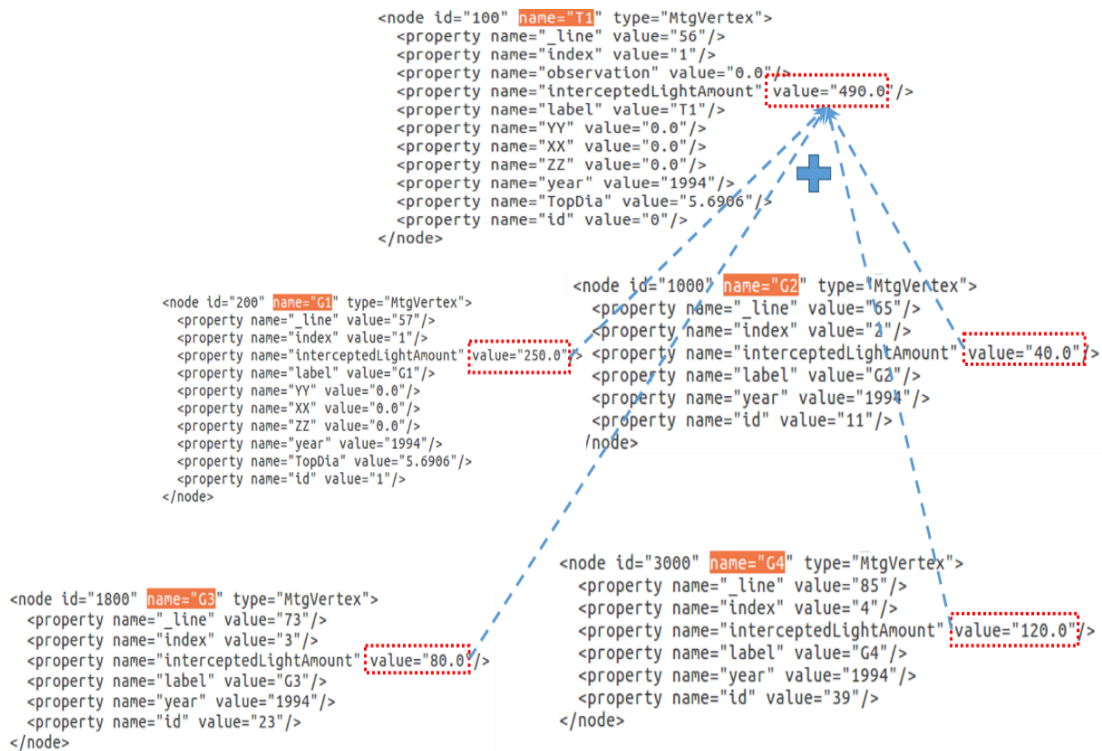 <node id="100" name="T1" type="MtgVertex">
<property name="_line" value="56"/>
<property name="index" value="1"/>
<property name="observation" value="0.0"/>
<property name="interceptedLightAmount" value="490.0"/>
<property name="label" value="T1"/>
<property name="YY" value="0.0"/>
<property name="XX" value="0.0"/>
<property name="ZZ" value="0.0"/>
<property name="year" value="1994"/>
<property name="TopDia" value="5.6906"/>
<property name="id" value="0"/>
</node>
<node id="200" name="G1" type="MtgVertex">
<property name="_line" value="57"/>
<property name="index" value="1"/>
<property name="interceptedLightAmount" value="250.0"/>
<property name="label" value="G1"/>
<property name="YY" value="0.0"/>
<property name="XX" value="0.0"/>
<property name="ZZ" value="0.0"/>
<property name="year" value="1994"/>
<property name="TopDia" value="5.6906"/>
<property name="id" value="1"/>
</node>
<node id="1000" name="G2" type="MtgVertex">
<property name="_line" value="65"/>
<property name="index" value="2"/>
<property name="interceptedLightAmount" value="40.0"/>
<property name="label" value="G2"/>
<property name="year" value="1994"/>
<property name="id" value="11"/>
/node>
<node id="1800" name="G3" type="MtgVertex">
<property name="_line" value="73"/>
<property name="index" value="3"/>
<property name="interceptedLightAmount" value="80.0"/>
<property name="label" value="G3"/>
<property name="year" value="1994"/>
<property name="id" value="23"/>
</node>
<node id="3000" name="G4" type="MtgVertex">
<property name="_line" value="85"/>
<property name="index" value="4"/>
<property name="interceptedLightAmount" value="120.0"/>
<property name="label" value="G4"/>
<property name="year" value="1994"/>
<property name="id" value="39"/>
</node>